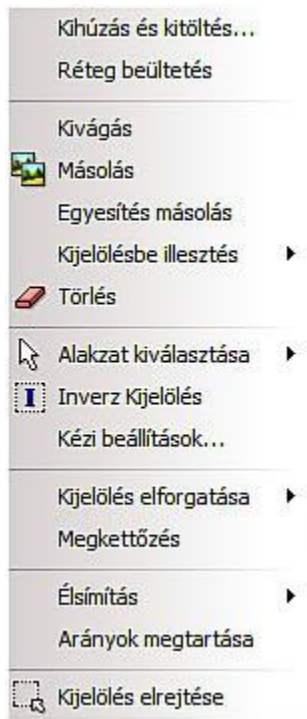 Kihúzás és kitöltés...
Réteg beültetés
Kivágás
Másolás
Egyesítés másolás
Kijelölésbe illesztés
Törlés
Alakzat kiválasztása
Inverz Kijelölés
Kézi beállítások...
Kijelölés elforgatása
Megkettőzés
Élsímítás
Arányok megtartása
Kijelölés elrejtése